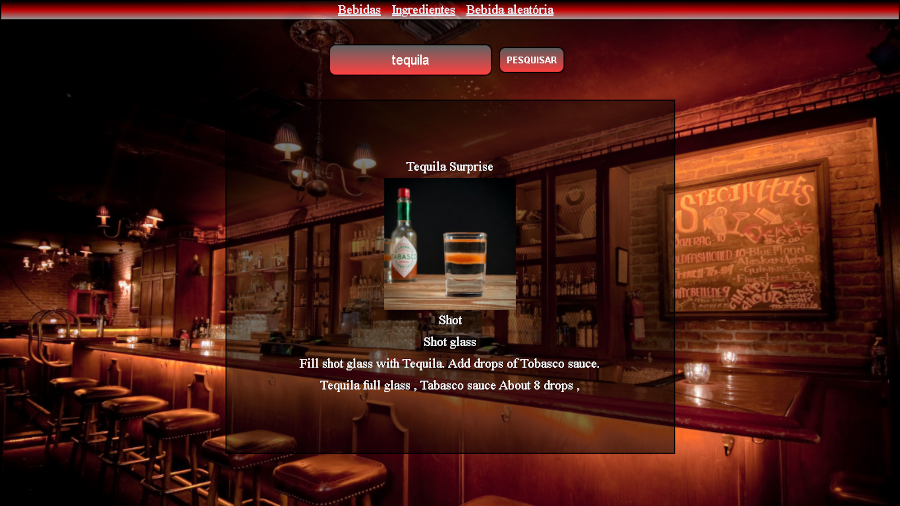 Bebidas Ingredientes Bebida aleatória
tequila PESQUISAR
Tequila Surprise
TABASCO
Shot
Shot glass
Fill shot glass with Tequila. Add drops of Tobasco sauce.
Tequila full glass , Tabasco sauce About 8 drops ,
SPECIALTIES